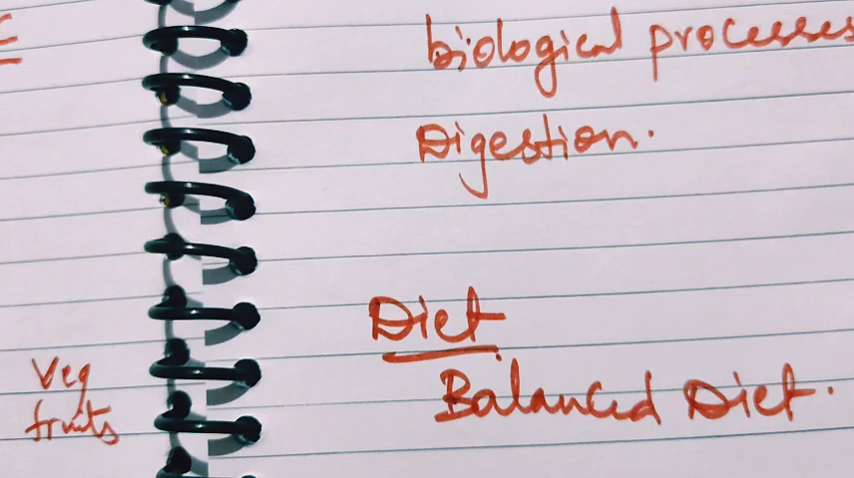 biological processes
Digestion.
Diet
Balanced Diet.
Veg
fruits